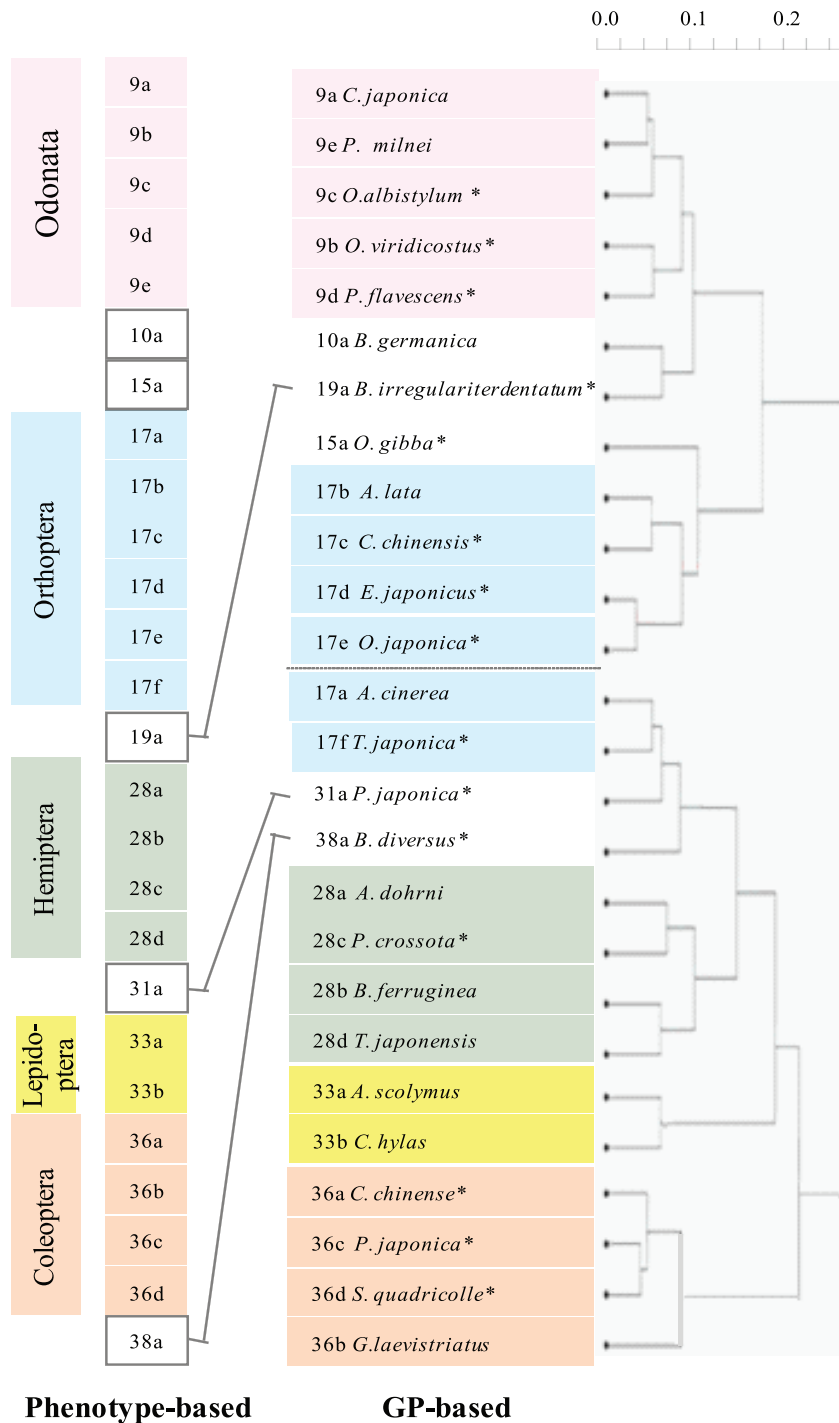 0.0 0.1 0.2
Odonata
9a
9b
9c
9d
9e
10a
15a
Orthoptera
17a
17b
17c
17d
17e
17f
19a
Hemiptera
28a
28b
28c
28d
31a
Lepido-
ptera
33a
33b
Coleoptera
36a
36b
36c
36d
38a
Phenotype-based
9a C. japonica
9e P. milnei
9c O.albistylum *
9b O. viridicostus *
9d P. flavescens *
10a B. germanica
19a B. irregulariterdentatum *
15a O. gibba *
17b A. lata
17c C. chinensis *
17d E. japonicus *
17e O. japonica *
17a A. cinerea
17f T. japonica *
31a P. japonica *
38a B. diversus *
28a A. dohrni
28c P. crossota *
28b B. ferruginea
28d T. japonensis
33a A. scolymus
33b C. hylas
36a C. chinense *
36c P. japonica *
36d S. quadricolle *
36b G.laevistriatus
GP-based